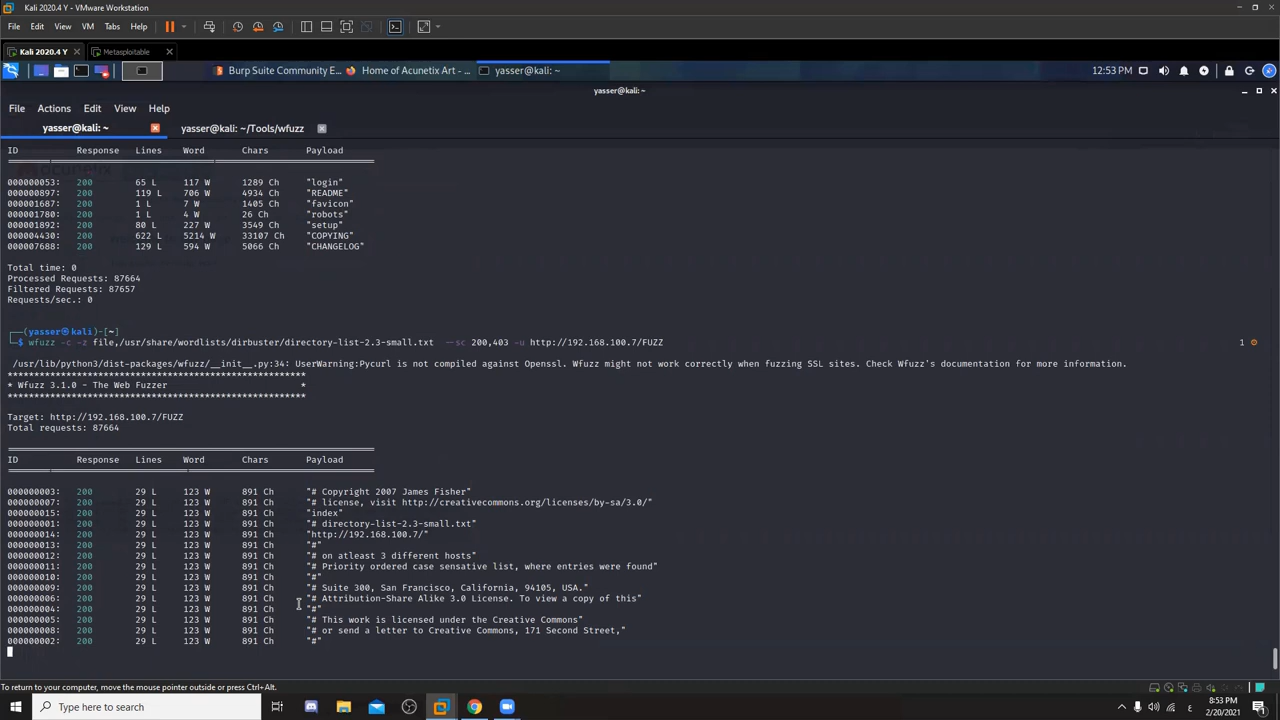 Kali 2020.4 Y - VMware Workstation
File Edit View VM Tabs Help
Kali 2020.4 Y Metasploitable
Burp Suite Community E... Home of Acunetix Art - ... yasser@kali: ~ 12:53 PM
yasser@kali: ~
File Actions Edit View Help
yasser@kali: ~ yasser@kali: ~/Tools/wfuzz
ID Response Lines Word Chars Payload
000000053: 200 65 L 117 W 1289 Ch "login"
000000897: 200 119 L 706 W 4934 Ch "README"
000001687: 200 1 L 7 W 1405 Ch "favicon"
000001780: 200 1 L 4 W 26 Ch "robots"
000001892: 200 80 L 227 W 3549 Ch "setup"
000004430: 200 622 L 5214 W 33107 Ch "COPYING"
000007688: 200 129 L 594 W 5066 Ch "CHANGELOG"
Total time: 0
Processed Requests: 87664
Filtered Requests: 87657
Requests/sec.: 0
(yasser㉿kali)-[~]
wfuzz -c -z file,/usr/share/wordlists/dirbuster/directory-list-2.3-small.txt --sc 200,403 -u http://192.168.100.7/FUZZ 1
/usr/lib/python3/dist-packages/wfuzz/__init__.py:34: UserWarning:Pycurl is not compiled against Openssl. Wfuzz might not work correctly when fuzzing SSL sites. Check Wfuzz's documentation for more information.
********************************************************
* Wfuzz 3.1.0 - The Web Fuzzer *
********************************************************
Target: http://192.168.100.7/FUZZ
Total requests: 87664
ID Response Lines Word Chars Payload
000000003: 200 29 L 123 W 891 Ch "# Copyright 2007 James Fisher"
000000007: 200 29 L 123 W 891 Ch "# license, visit http://creativecommons.org/licenses/by-sa/3.0/"
000000015: 200 29 L 123 W 891 Ch "index"
000000001: 200 29 L 123 W 891 Ch "# directory-list-2.3-small.txt"
000000014: 200 29 L 123 W 891 Ch "http://192.168.100.7/"
000000013: 200 29 L 123 W 891 Ch "#"
000000012: 200 29 L 123 W 891 Ch "# on atleast 3 different hosts"
000000011: 200 29 L 123 W 891 Ch "# Priority ordered case sensative list, where entries were found"
000000010: 200 29 L 123 W 891 Ch "#"
000000009: 200 29 L 123 W 891 Ch "# Suite 300, San Francisco, California, 94105, USA."
000000006: 200 29 L 123 W 891 Ch "# Attribution-Share Alike 3.0 License. To view a copy of this"
000000004: 200 29 L 123 W 891 Ch "#"
000000005: 200 29 L 123 W 891 Ch "# This work is licensed under the Creative Commons"
000000008: 200 29 L 123 W 891 Ch "# or send a letter to Creative Commons, 171 Second Street,"
000000002: 200 29 L 123 W 891 Ch "#"
To return to your computer, move the mouse pointer outside or press Ctrl+Alt.
Type here to search
8:53 PM
2/20/2021